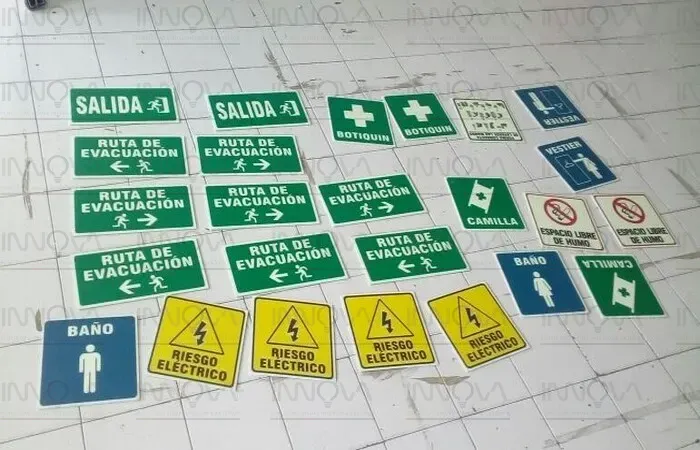 SALIDA
SALIDA
BOTIQUIN
BOTIQUIN
VESTIER
RUTA DE
EVACUACIÓN
RUTA DE
EVACUACIÓN
VESTIER
RUTA DE
EVACUACIÓN
RUTA DE
EVACUACIÓN
RUTA DE
EVACUACIÓN
CAMILLA
ESPACIO LIBRE
DE HUMO
ESPACIO LIBRE
DE HUMO
RUTA DE
EVACUACIÓN
RUTA DE
EVACUACIÓN
RUTA DE
EVACUACIÓN
BAÑO
CAMILLA
BAÑO
RIESGO
ELÉCTRICO
RIESGO
ELÉCTRICO
RIESGO
ELÉCTRICO
RIESGO
ELÉCTRICO
INNOVA